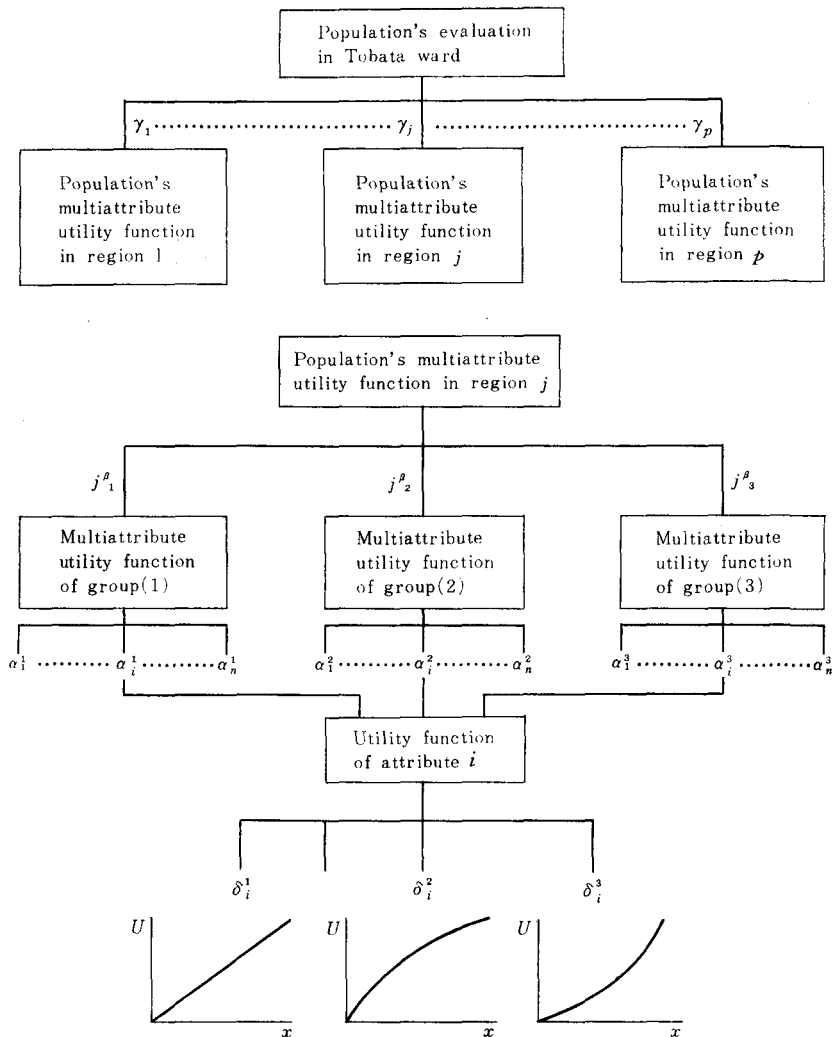 Population's evaluation
in Tobata ward
γ₁ .................... γⱼ .................... γₚ
Population's
multiattribute
utility function
in region 1
Population's
multiattribute
utility function
in region j
Population's
multiattribute
utility function
in region p
Population's multiattribute
utility function in region j
j^β₁
j^β₂
j^β₃
Multiattribute
utility function
of group(1)
Multiattribute
utility function
of group(2)
Multiattribute
utility function
of group(3)
α₁¹ ......... αᵢ¹ ......... αₙ¹
α₁² ......... αᵢ² ......... αₙ²
α₁³ ......... αᵢ³ ......... αₙ³
Utility function
of attribute i
δᵢ¹
δᵢ²
δᵢ³
U
x
U
x
U
x